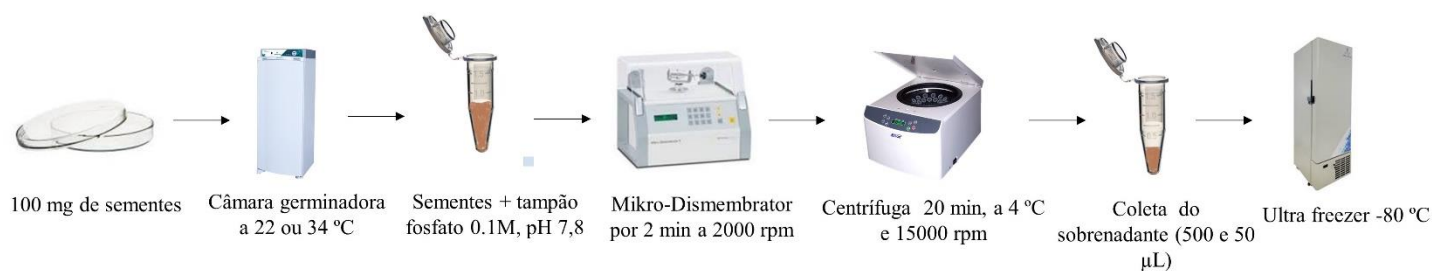 100 mg de sementes
Câmara germinadora
a 22 ou 34 ºC
Sementes + tampão
fosfato 0.1M, pH 7,8
Mikro-Dismembrator
por 2 min a 2000 rpm
Centrífuga 20 min, a 4 ºC
e 15000 rpm
Coleta do
sobrenadante (500 e 50
µL)
Ultra freezer -80 ºC